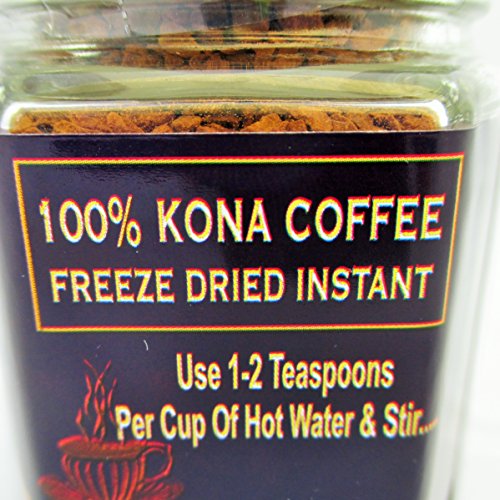 100% KONA COFFEE
FREEZE DRIED INSTANT
Use 1-2 Teaspoons
Per Cup Of Hot Water & Stir....